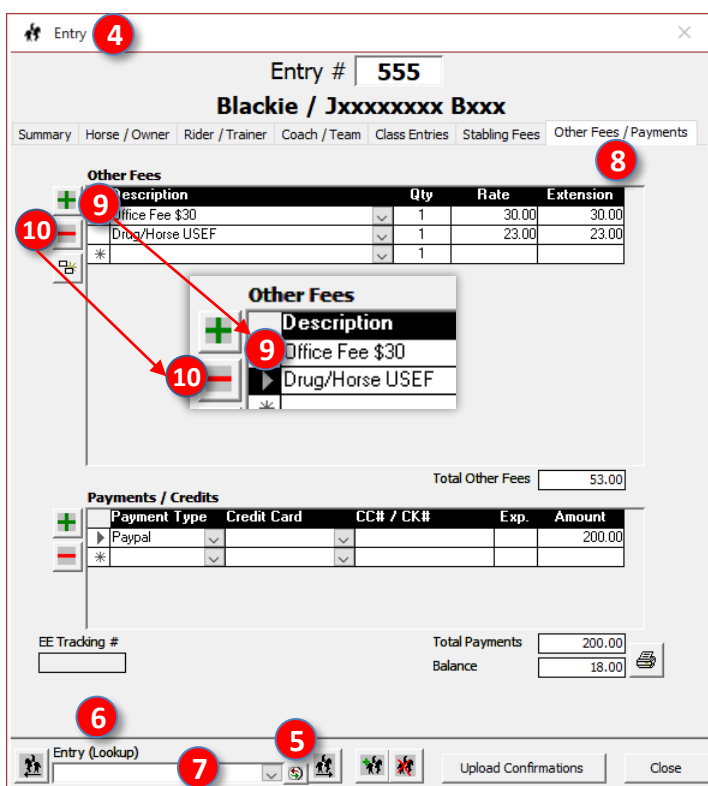 Entry 4
Entry # 555
Blackie / Jxxxxxxxx Bxxx
Summary Horse / Owner Rider / Trainer Coach / Team Class Entries Stabling Fees Other Fees / Payments
8
Other Fees
Description Qty Rate Extension
9
Office Fee $30 1 30.00 30.00
10
Drug/Horse USEF 1 23.00 23.00
* 1
Other Fees
Description
9
Office Fee $30
10
Drug/Horse USEF
*
Total Other Fees 53.00
Payments / Credits
Payment Type Credit Card CC# / CK# Exp. Amount
Paypal 200.00
*
EE Tracking # Total Payments 200.00
Balance 18.00
6
5
Entry (Lookup)
7
Upload Confirmations Close